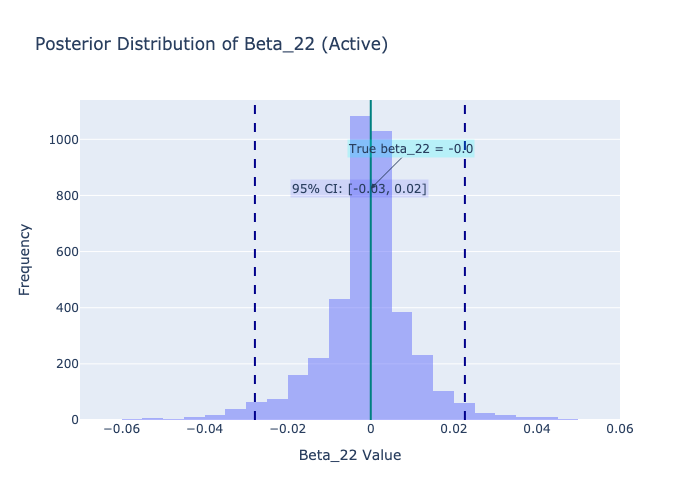 Posterior Distribution of Beta_22 (Active)
1000
800
600
400
200
0
Frequency
True beta_22 = -0.0
95% CI: [-0.03, 0.02]
−0.06
−0.04
−0.02
0
0.02
0.04
0.06
Beta_22 Value